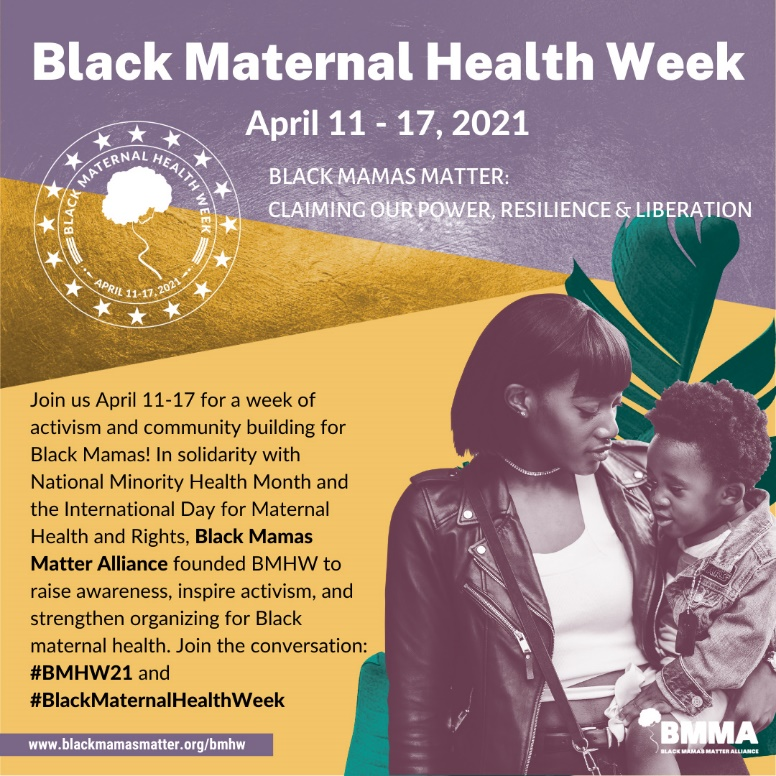 Black Maternal Health Week
April 11 - 17, 2021
BLACK MAMAS MATTER:
CLAIMING OUR POWER, RESILIENCE & LIBERATION
BLACK MATERNAL HEALTH WEEK
APRIL 11-17, 2021
Join us April 11-17 for a week of
activism and community building for
Black Mamas! In solidarity with
National Minority Health Month and
the International Day for Maternal
Health and Rights, Black Mamas
Matter Alliance founded BMHW to
raise awareness, inspire activism, and
strengthen organizing for Black
maternal health. Join the conversation:
#BMHW21 and
#BlackMaternalHealthWeek
www.blackmamasmatter.org/bmhw
BMMA
BLACK MAMAS MATTER ALLIANCE